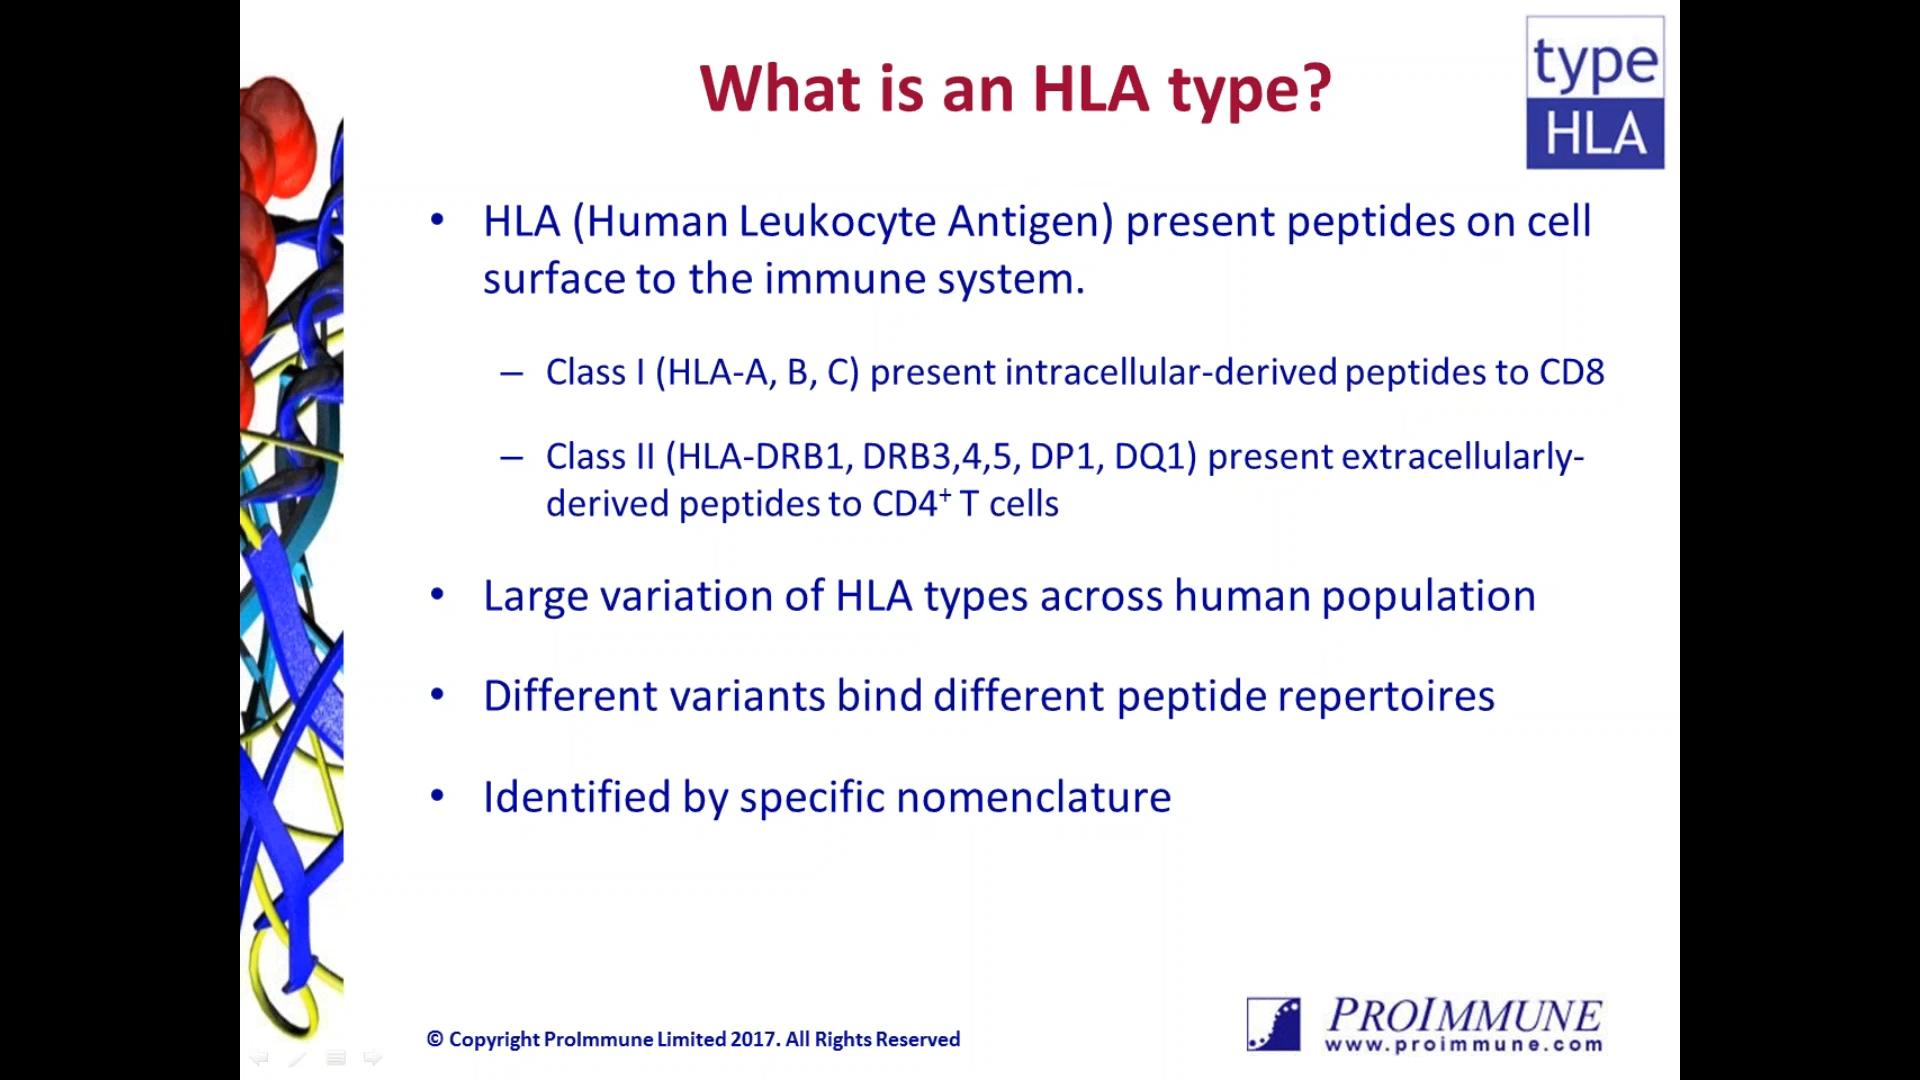 What is an HLA type?
type
HLA
• HLA (Human Leukocyte Antigen) present peptides on cell
surface to the immune system.
– Class I (HLA-A, B, C) present intracellular-derived peptides to CD8
– Class II (HLA-DRB1, DRB3,4,5, DP1, DQ1) present extracellularly-
derived peptides to CD4⁺ T cells
• Large variation of HLA types across human population
• Different variants bind different peptide repertoires
• Identified by specific nomenclature
© Copyright ProImmune Limited 2017. All Rights Reserved
PROIMMUNE
www.proimmune.com